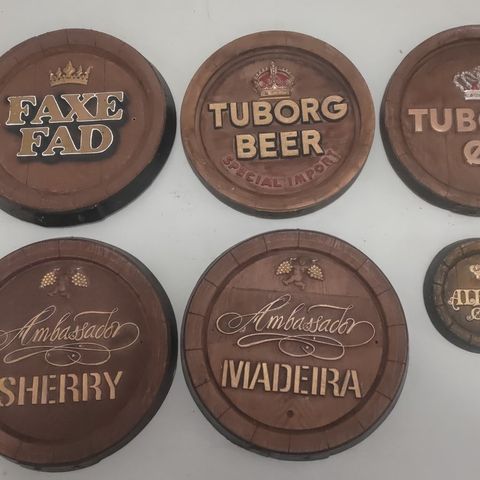 FAXE
FAD
TUBORG
BEER
SPECIAL IMPORT
TUBO
Ambassador
SHERRY
Ambassador
MADEIRA